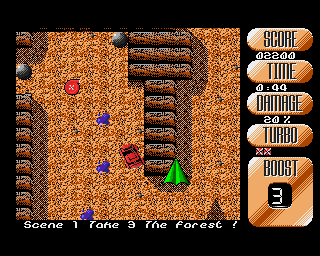 SCORE
02200
TIME
0:44
DAMAGE
20 %
TURBO
BOOST
3
Scene 1 Take 3 The Forest !